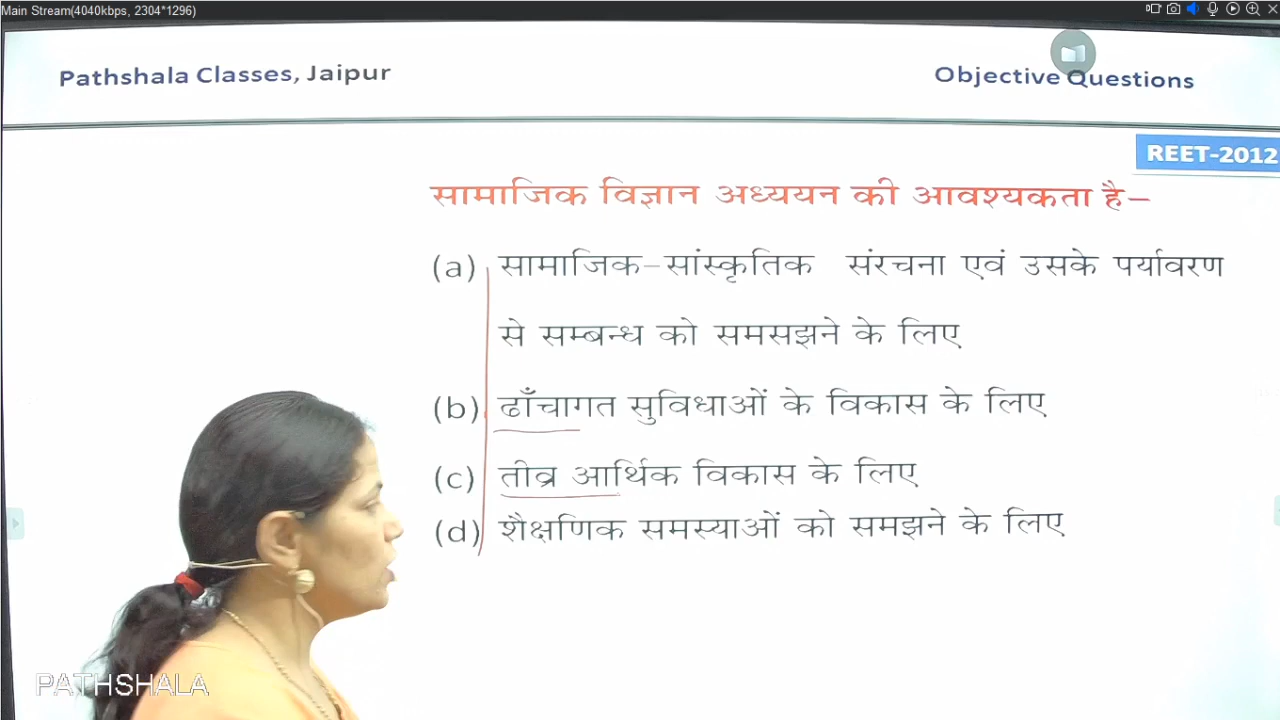 Main Stream(4040kbps, 2304*1296)
Pathshala Classes, Jaipur
Objective Questions
REET-2012
सामाजिक विज्ञान अध्ययन की आवश्यकता है–
(a) सामाजिक–सांस्कृतिक संरचना एवं उसके पर्यावरण
से सम्बन्ध को समसझने के लिए
(b) ढाँचागत सुविधाओं के विकास के लिए
(c) तीव्र आर्थिक विकास के लिए
(d) शैक्षणिक समस्याओं को समझने के लिए
PATHSHALA